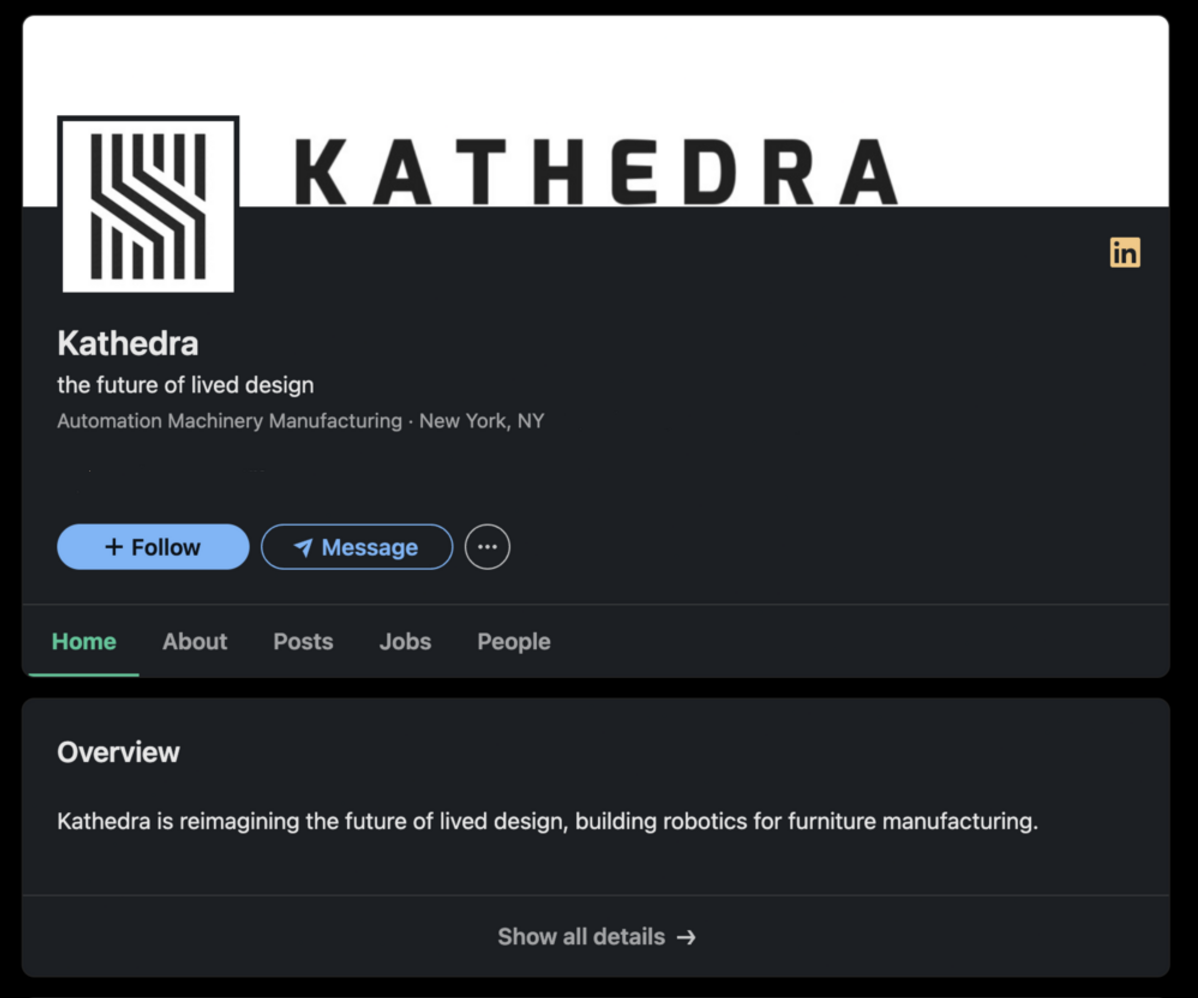 KATHEDRA
in
Kathedra
the future of lived design
Automation Machinery Manufacturing · New York, NY
+ Follow
Message
Home
About
Posts
Jobs
People
Overview
Kathedra is reimagining the future of lived design, building robotics for furniture manufacturing.
Show all details →